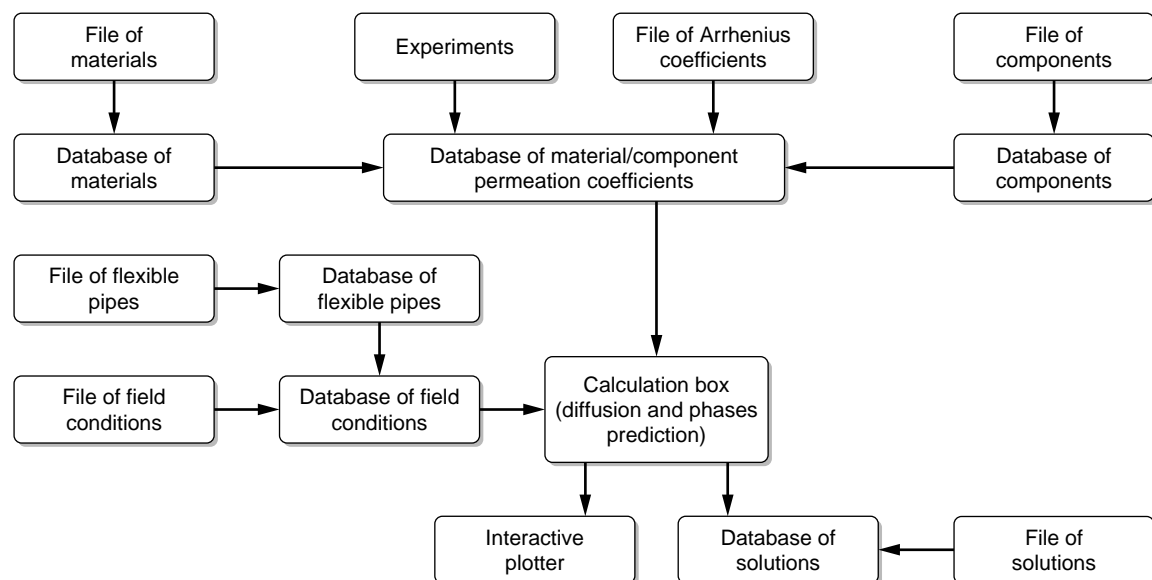 File of
materials
Experiments
File of Arrhenius
coefficients
File of
components
Database of
materials
Database of material/component
permeation coefficients
Database of
components
File of flexible
pipes
Database of
flexible pipes
File of field
conditions
Database of field
conditions
Calculation box
(diffusion and phases
prediction)
Interactive
plotter
Database of
solutions
File of
solutions